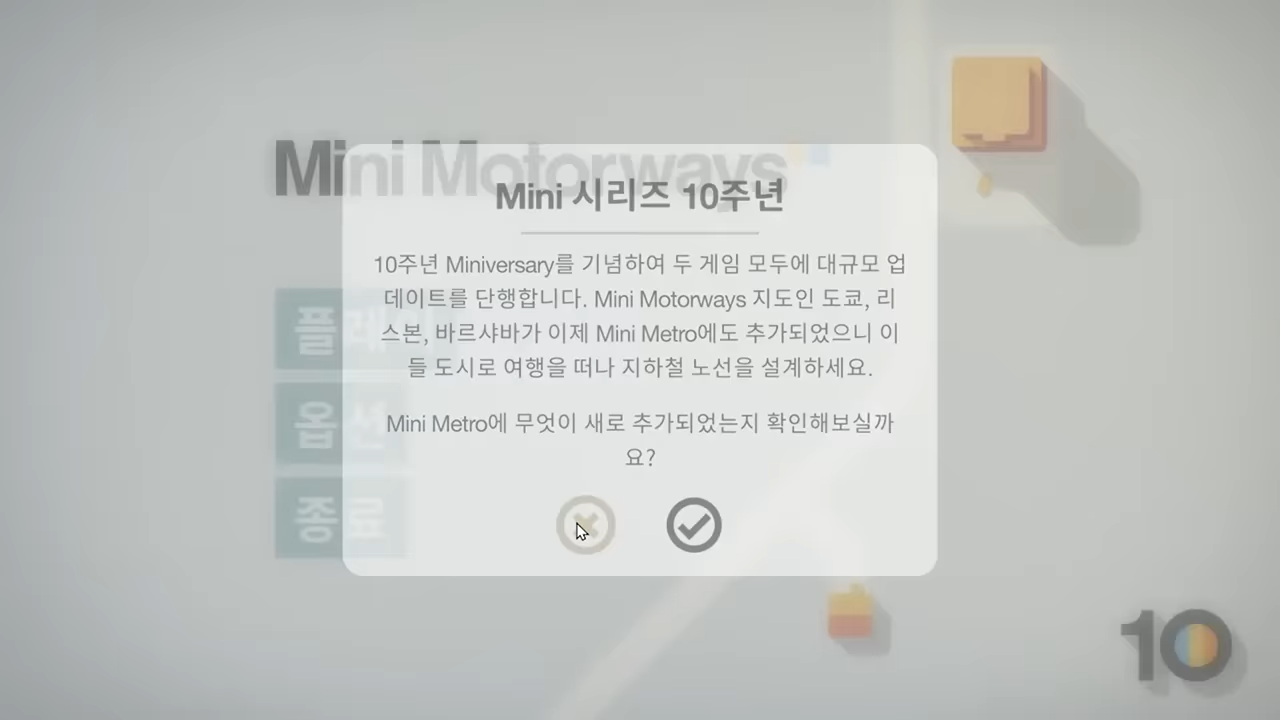 Mini Motorways
Mini 시리즈 10주년
10주년 Miniversary를 기념하여 두 게임 모두에 대규모 업
데이트를 단행합니다. Mini Motorways 지도인 도쿄, 리
스본, 바르샤바가 이제 Mini Metro에도 추가되었으니 이
들 도시로 여행을 떠나 지하철 노선을 설계하세요.
Mini Metro에 무엇이 새로 추가되었는지 확인해보실까
요?
플레이
옵션
종료
10